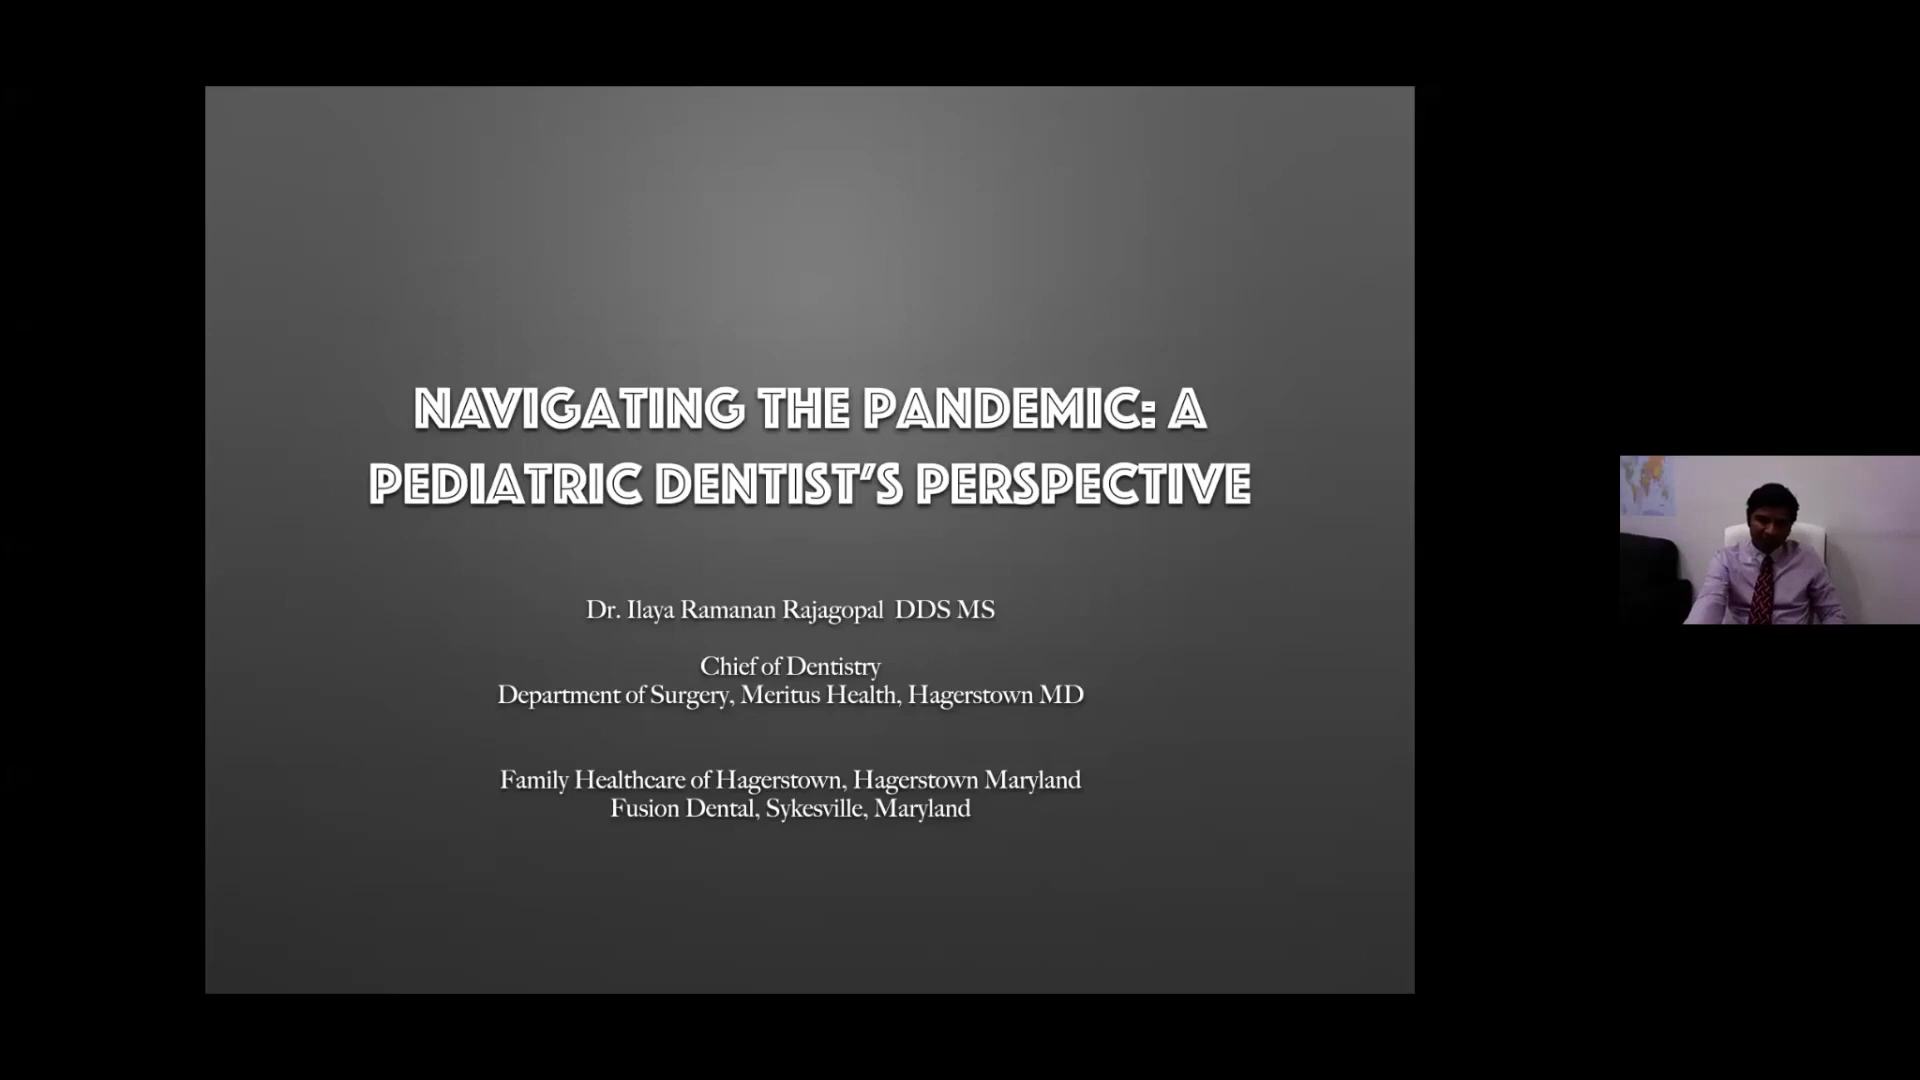 NAVIGATING THE PANDEMIC: A
PEDIATRIC DENTIST'S PERSPECTIVE
Dr. Ilaya Ramanan Rajagopal DDS MS
Chief of Dentistry
Department of Surgery, Meritus Health, Hagerstown MD
Family Healthcare of Hagerstown, Hagerstown Maryland
Fusion Dental, Sykesville, Maryland